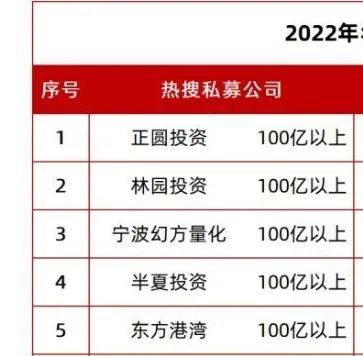 2022年
序号 热搜私募公司
1 正圆投资 100亿以上
2 林园投资 100亿以上
3 宁波幻方量化 100亿以上
4 半夏投资 100亿以上
5 东方港湾 100亿以上